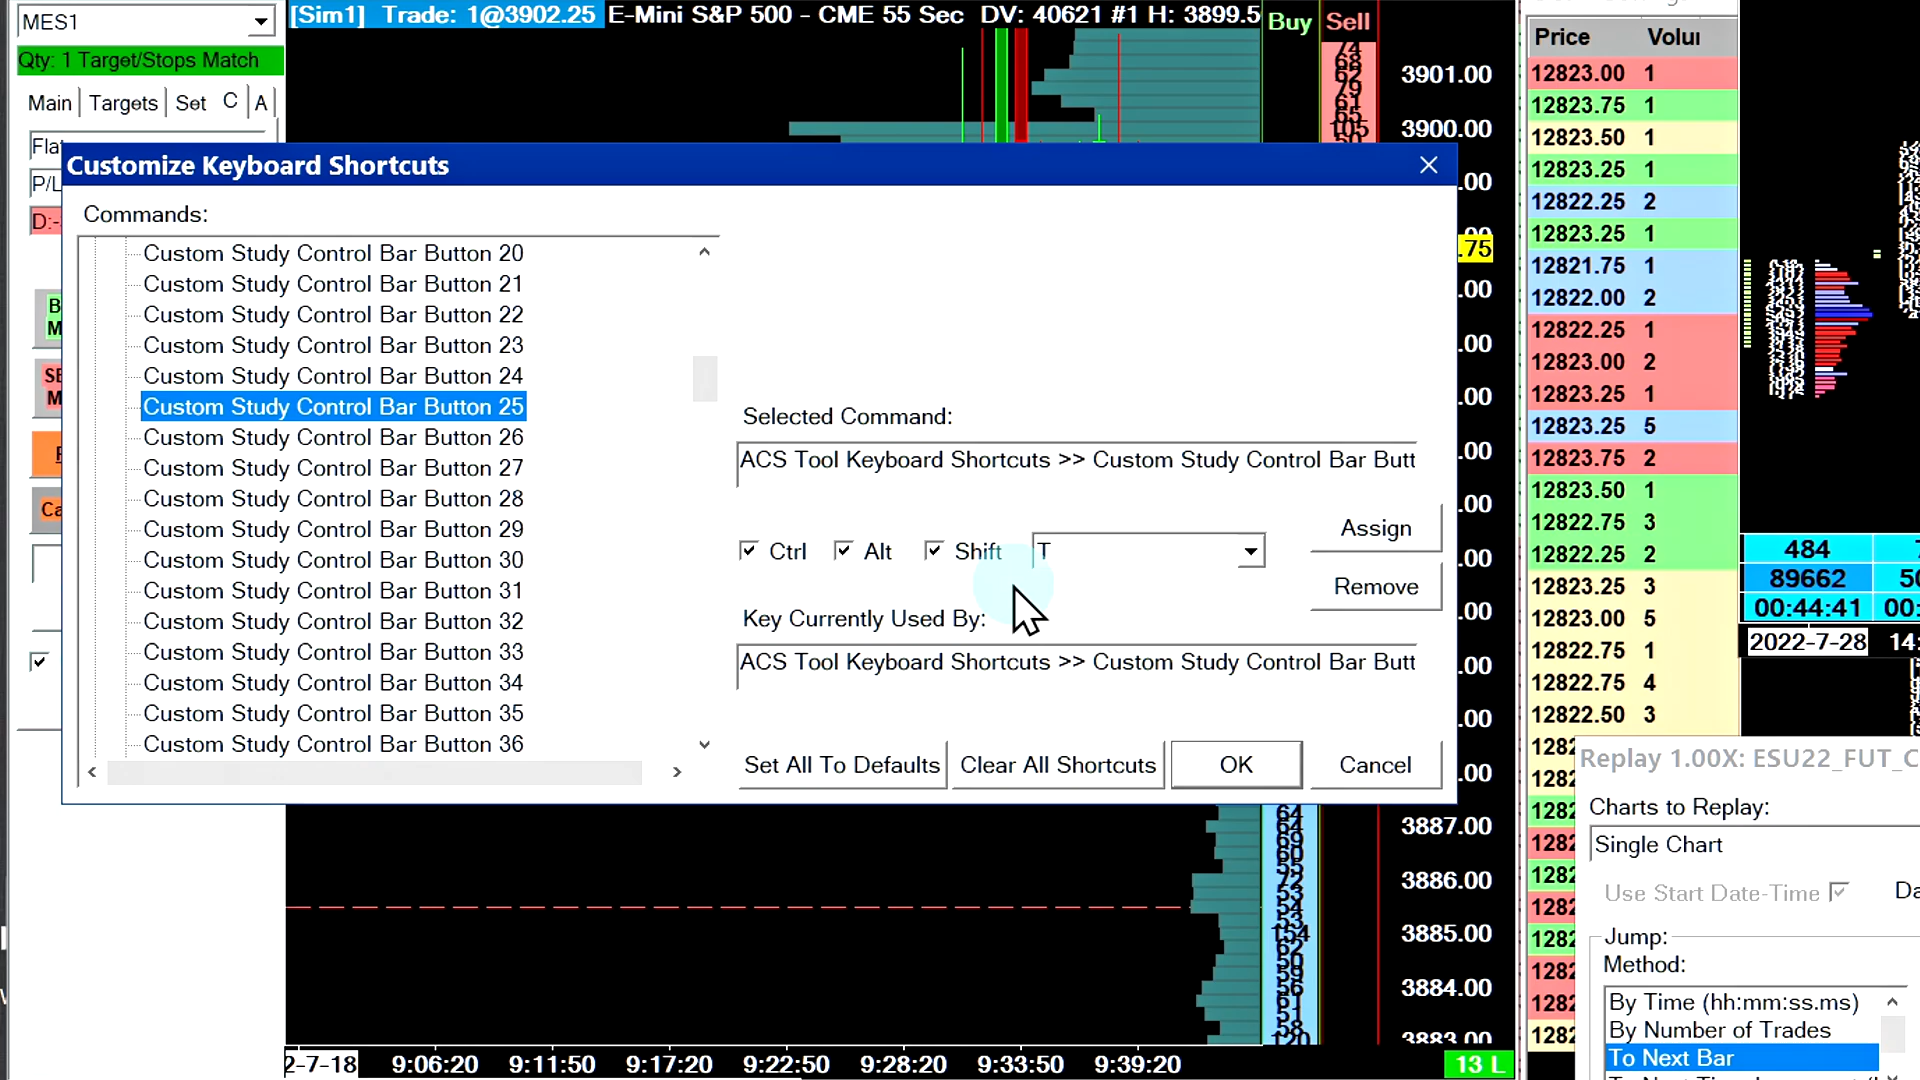 MES1
[Sim1] Trade: 1@3902.25 E-Mini S&P 500 - CME 55 Sec DV: 40621 #1 H: 3899.5
Buy Sell
Price Volu
Qty: 1 Target/Stops Match
Main Targets Set C A
Flat
P/L
D:-
3901.00
3900.00
Customize Keyboard Shortcuts
Commands:
Custom Study Control Bar Button 20
Custom Study Control Bar Button 21
Custom Study Control Bar Button 22
Custom Study Control Bar Button 23
Custom Study Control Bar Button 24
Custom Study Control Bar Button 25
Custom Study Control Bar Button 26
Custom Study Control Bar Button 27
Custom Study Control Bar Button 28
Custom Study Control Bar Button 29
Custom Study Control Bar Button 30
Custom Study Control Bar Button 31
Custom Study Control Bar Button 32
Custom Study Control Bar Button 33
Custom Study Control Bar Button 34
Custom Study Control Bar Button 35
Custom Study Control Bar Button 36
Selected Command:
ACS Tool Keyboard Shortcuts >> Custom Study Control Bar Butt
Ctrl Alt Shift T
Assign
Remove
Key Currently Used By:
ACS Tool Keyboard Shortcuts >> Custom Study Control Bar Butt
Set All To Defaults Clear All Shortcuts OK Cancel
.75
12823.00 1
12823.75 1
12823.50 1
12823.25 1
12822.25 2
12823.25 1
12821.75 1
12822.00 2
12822.25 1
12823.00 2
12823.25 1
12823.25 5
12823.75 2
12823.50 1
12822.75 3
12822.25 2
12823.25 3
12823.00 5
12822.75 1
12822.75 4
12822.50 3
484
89662
00:44:41
2022-7-28 14:
Replay 1.00X: ESU22_FUT_C
Charts to Replay:
Single Chart
Use Start Date-Time
Jump:
Method:
By Time (hh:mm:ss.ms)
By Number of Trades
To Next Bar
3887.00
3886.00
3885.00
3884.00
3883.00
2-7-18 9:06:20 9:11:50 9:17:20 9:22:50 9:28:20 9:33:50 9:39:20
13 L